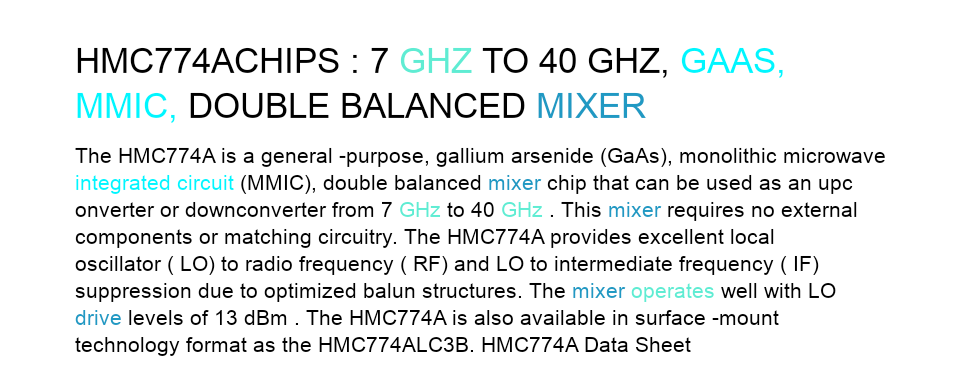 HMC774ACHIPS : 7 GHZ TO 40 GHZ, GAAS,
MMIC, DOUBLE BALANCED MIXER
The HMC774A is a general -purpose, gallium arsenide (GaAs), monolithic microwave
integrated circuit (MMIC), double balanced mixer chip that can be used as an upc
onverter or downconverter from 7 GHz to 40 GHz . This mixer requires no external
components or matching circuitry. The HMC774A provides excellent local
oscillator ( LO) to radio frequency ( RF) and LO to intermediate frequency ( IF)
suppression due to optimized balun structures. The mixer operates well with LO
drive levels of 13 dBm . The HMC774A is also available in surface -mount
technology format as the HMC774ALC3B. HMC774A Data Sheet